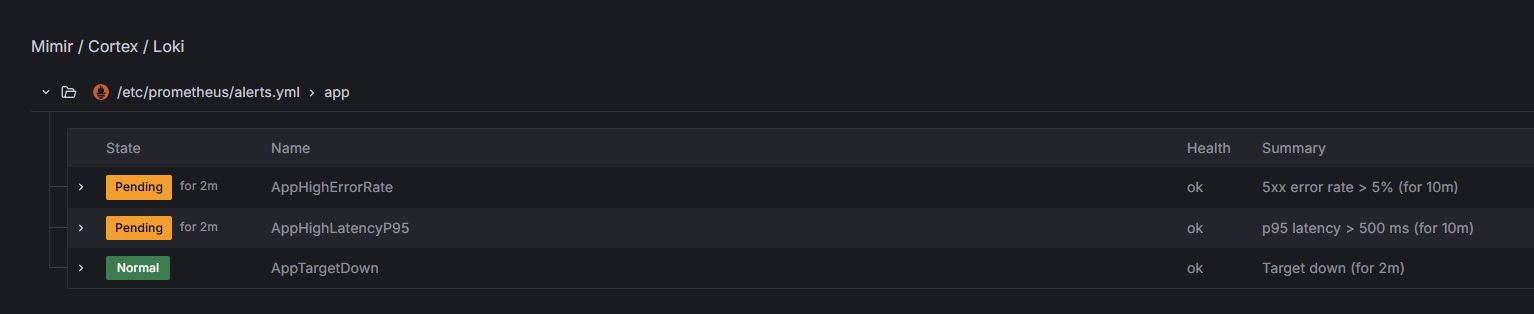 Mimir / Cortex / Loki
/etc/prometheus/alerts.yml > app
State Name Health Summary
Pending for 2m AppHighErrorRate ok 5xx error rate > 5% (for 10m)
Pending for 2m AppHighLatencyP95 ok p95 latency > 500 ms (for 10m)
Normal AppTargetDown ok Target down (for 2m)